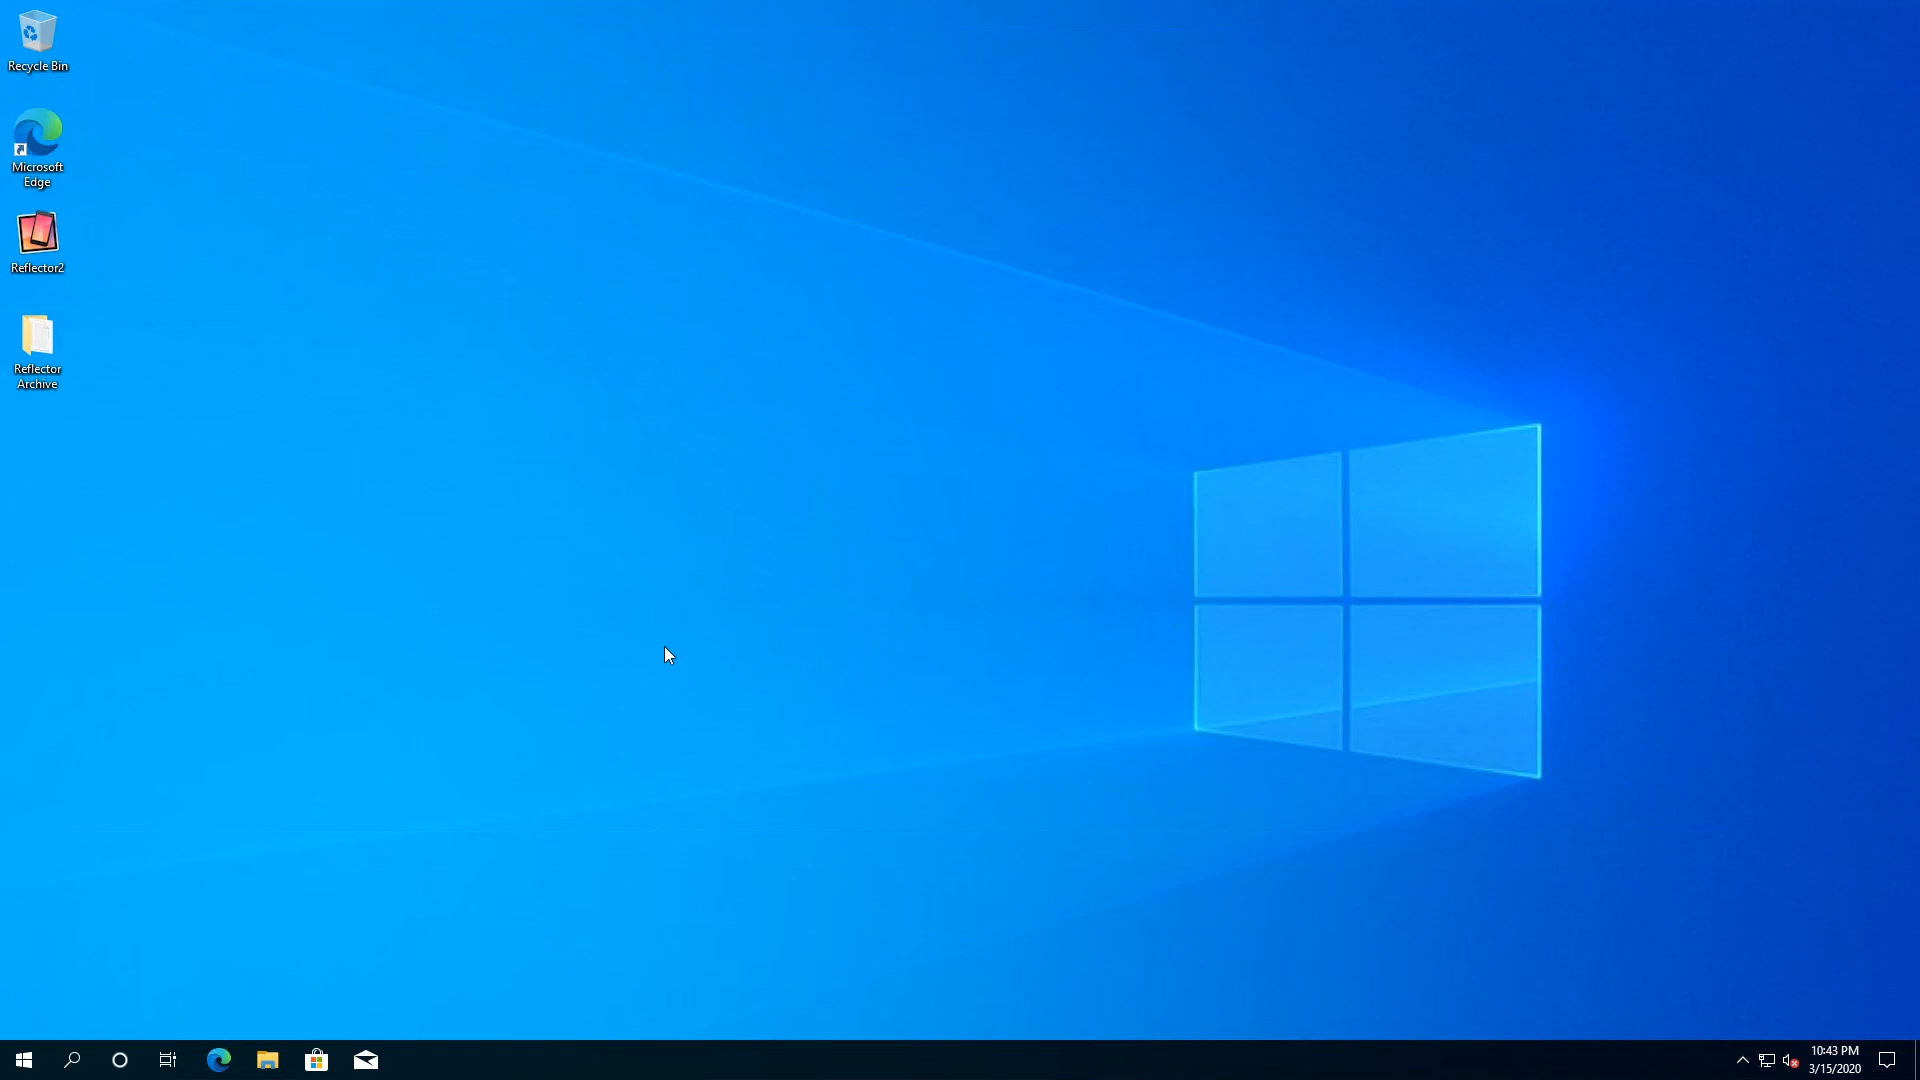 Recycle Bin
Microsoft
Edge
Reflector2
Reflector
Archive
10:43 PM
3/15/2020